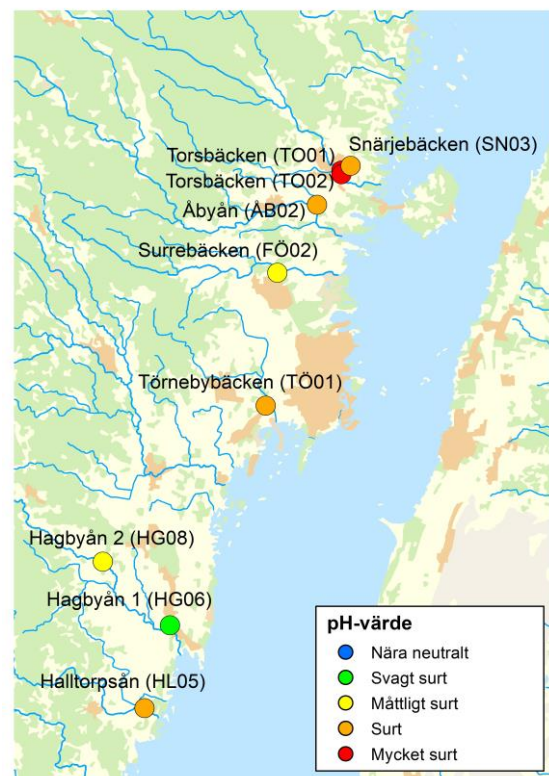 Snärjebäcken (SN03)
Torsbäcken (TO01)
Torsbäcken (TO02)
Åbyån (ÅB02)
Surrebäcken (FÖ02)
Törnebybäcken (TÖ01)
Hagbyån 2 (HG08)
Hagbyån 1 (HG06)
Halltorpsån (HL05)
pH-värde
Nära neutralt
Svagt surt
Måttligt surt
Surt
Mycket surt